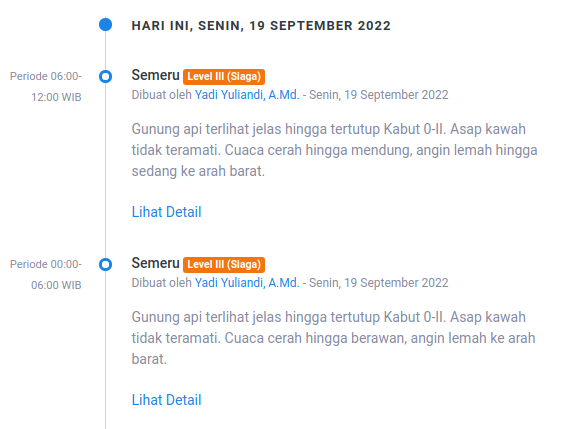 HARI INI, SENIN, 19 SEPTEMBER 2022
Periode 06:00-
12:00 WIB
Semeru Level III (Siaga)
Dibuat oleh Yadi Yuliandi, A.Md. - Senin, 19 September 2022
Gunung api terlihat jelas hingga tertutup Kabut 0-II. Asap kawah
tidak teramati. Cuaca cerah hingga mendung, angin lemah hingga
sedang ke arah barat.
Lihat Detail
Periode 00:00-
06:00 WIB
Semeru Level III (Siaga)
Dibuat oleh Yadi Yuliandi, A.Md. - Senin, 19 September 2022
Gunung api terlihat jelas hingga tertutup Kabut 0-II. Asap kawah
tidak teramati. Cuaca cerah hingga berawan, angin lemah ke arah
barat.
Lihat Detail